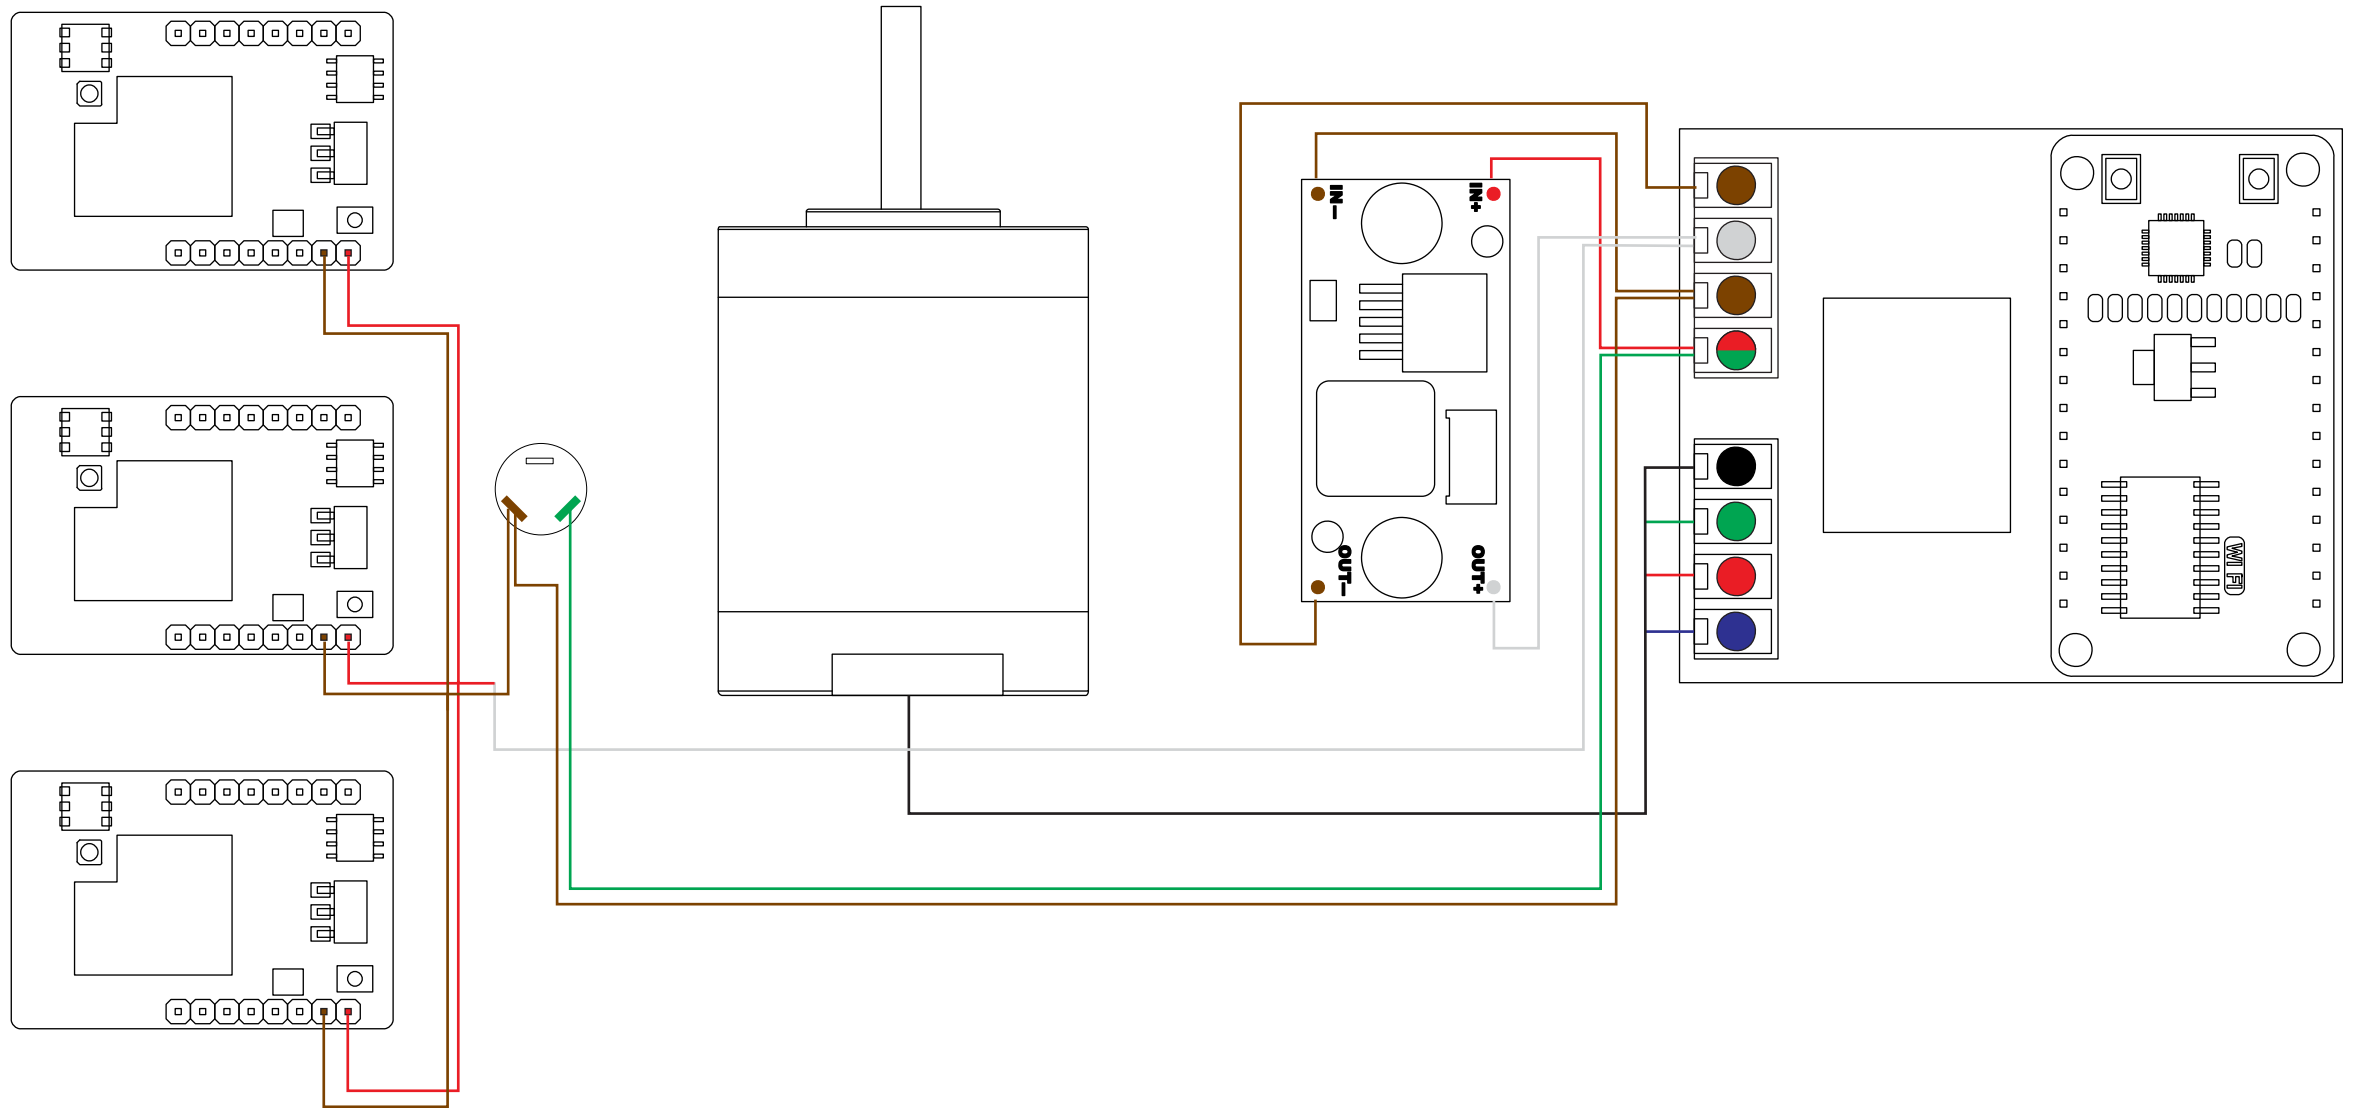 IN–
IN+
OUT–
OUT+
WI FI